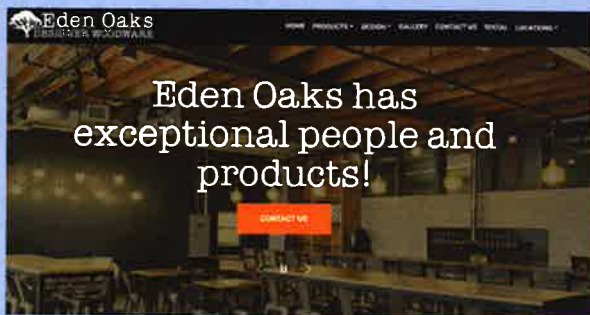 Eden Oaks
DESIGNER WOODWARE
HOME PRODUCTS DESIGN GALLERY CONTACT US SOCIAL LOCATIONS
Eden Oaks has
exceptional people and
products!
CONTACT US